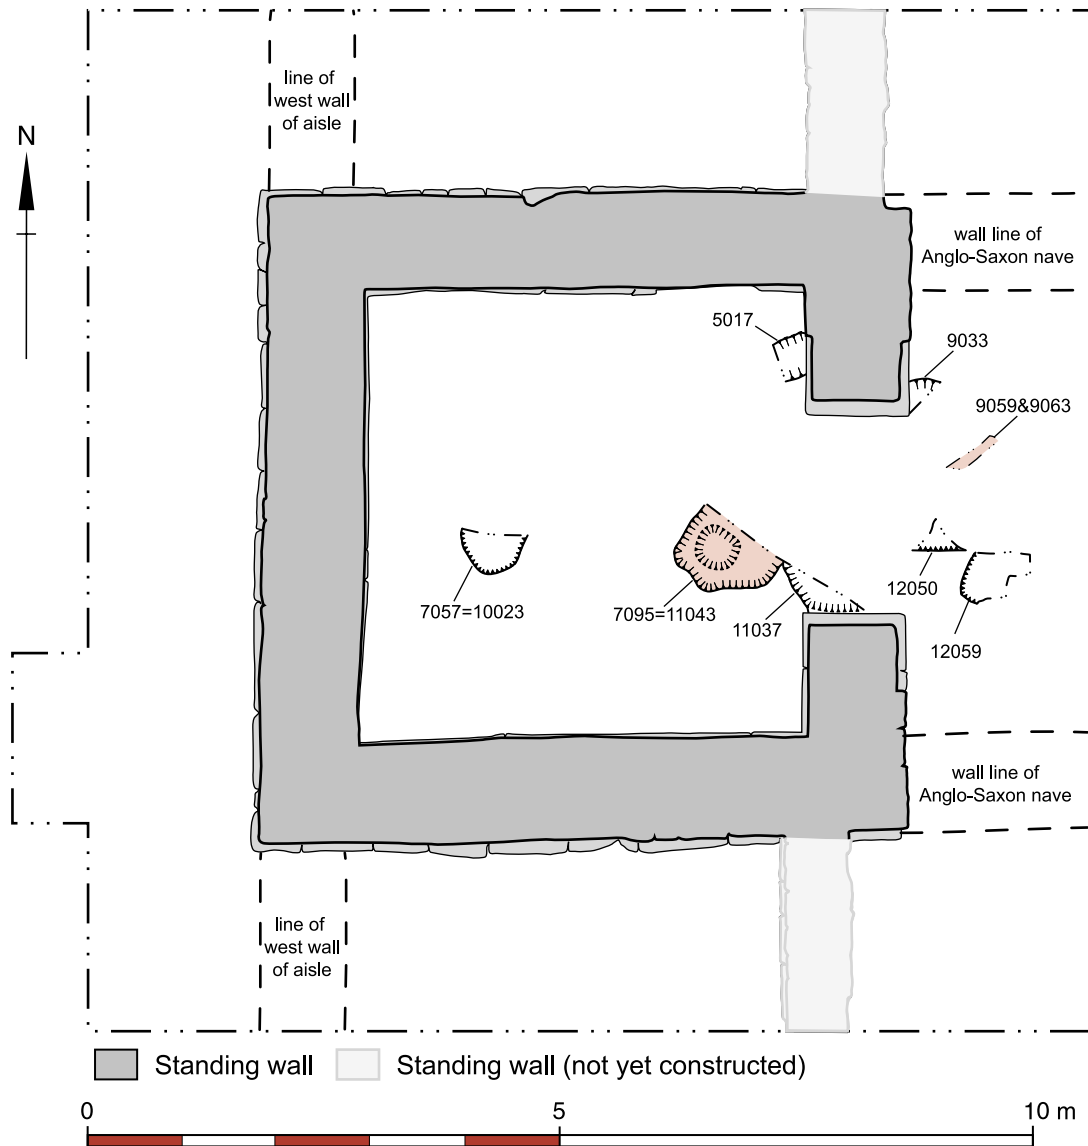 line of
west wall
of aisle
N
wall line of
Anglo-Saxon nave
5017
9033
9059&9063
7057=10023
7095=11043
11037
12050
12059
wall line of
Anglo-Saxon nave
line of
west wall
of aisle
Standing wall
Standing wall (not yet constructed)
0
5
10 m